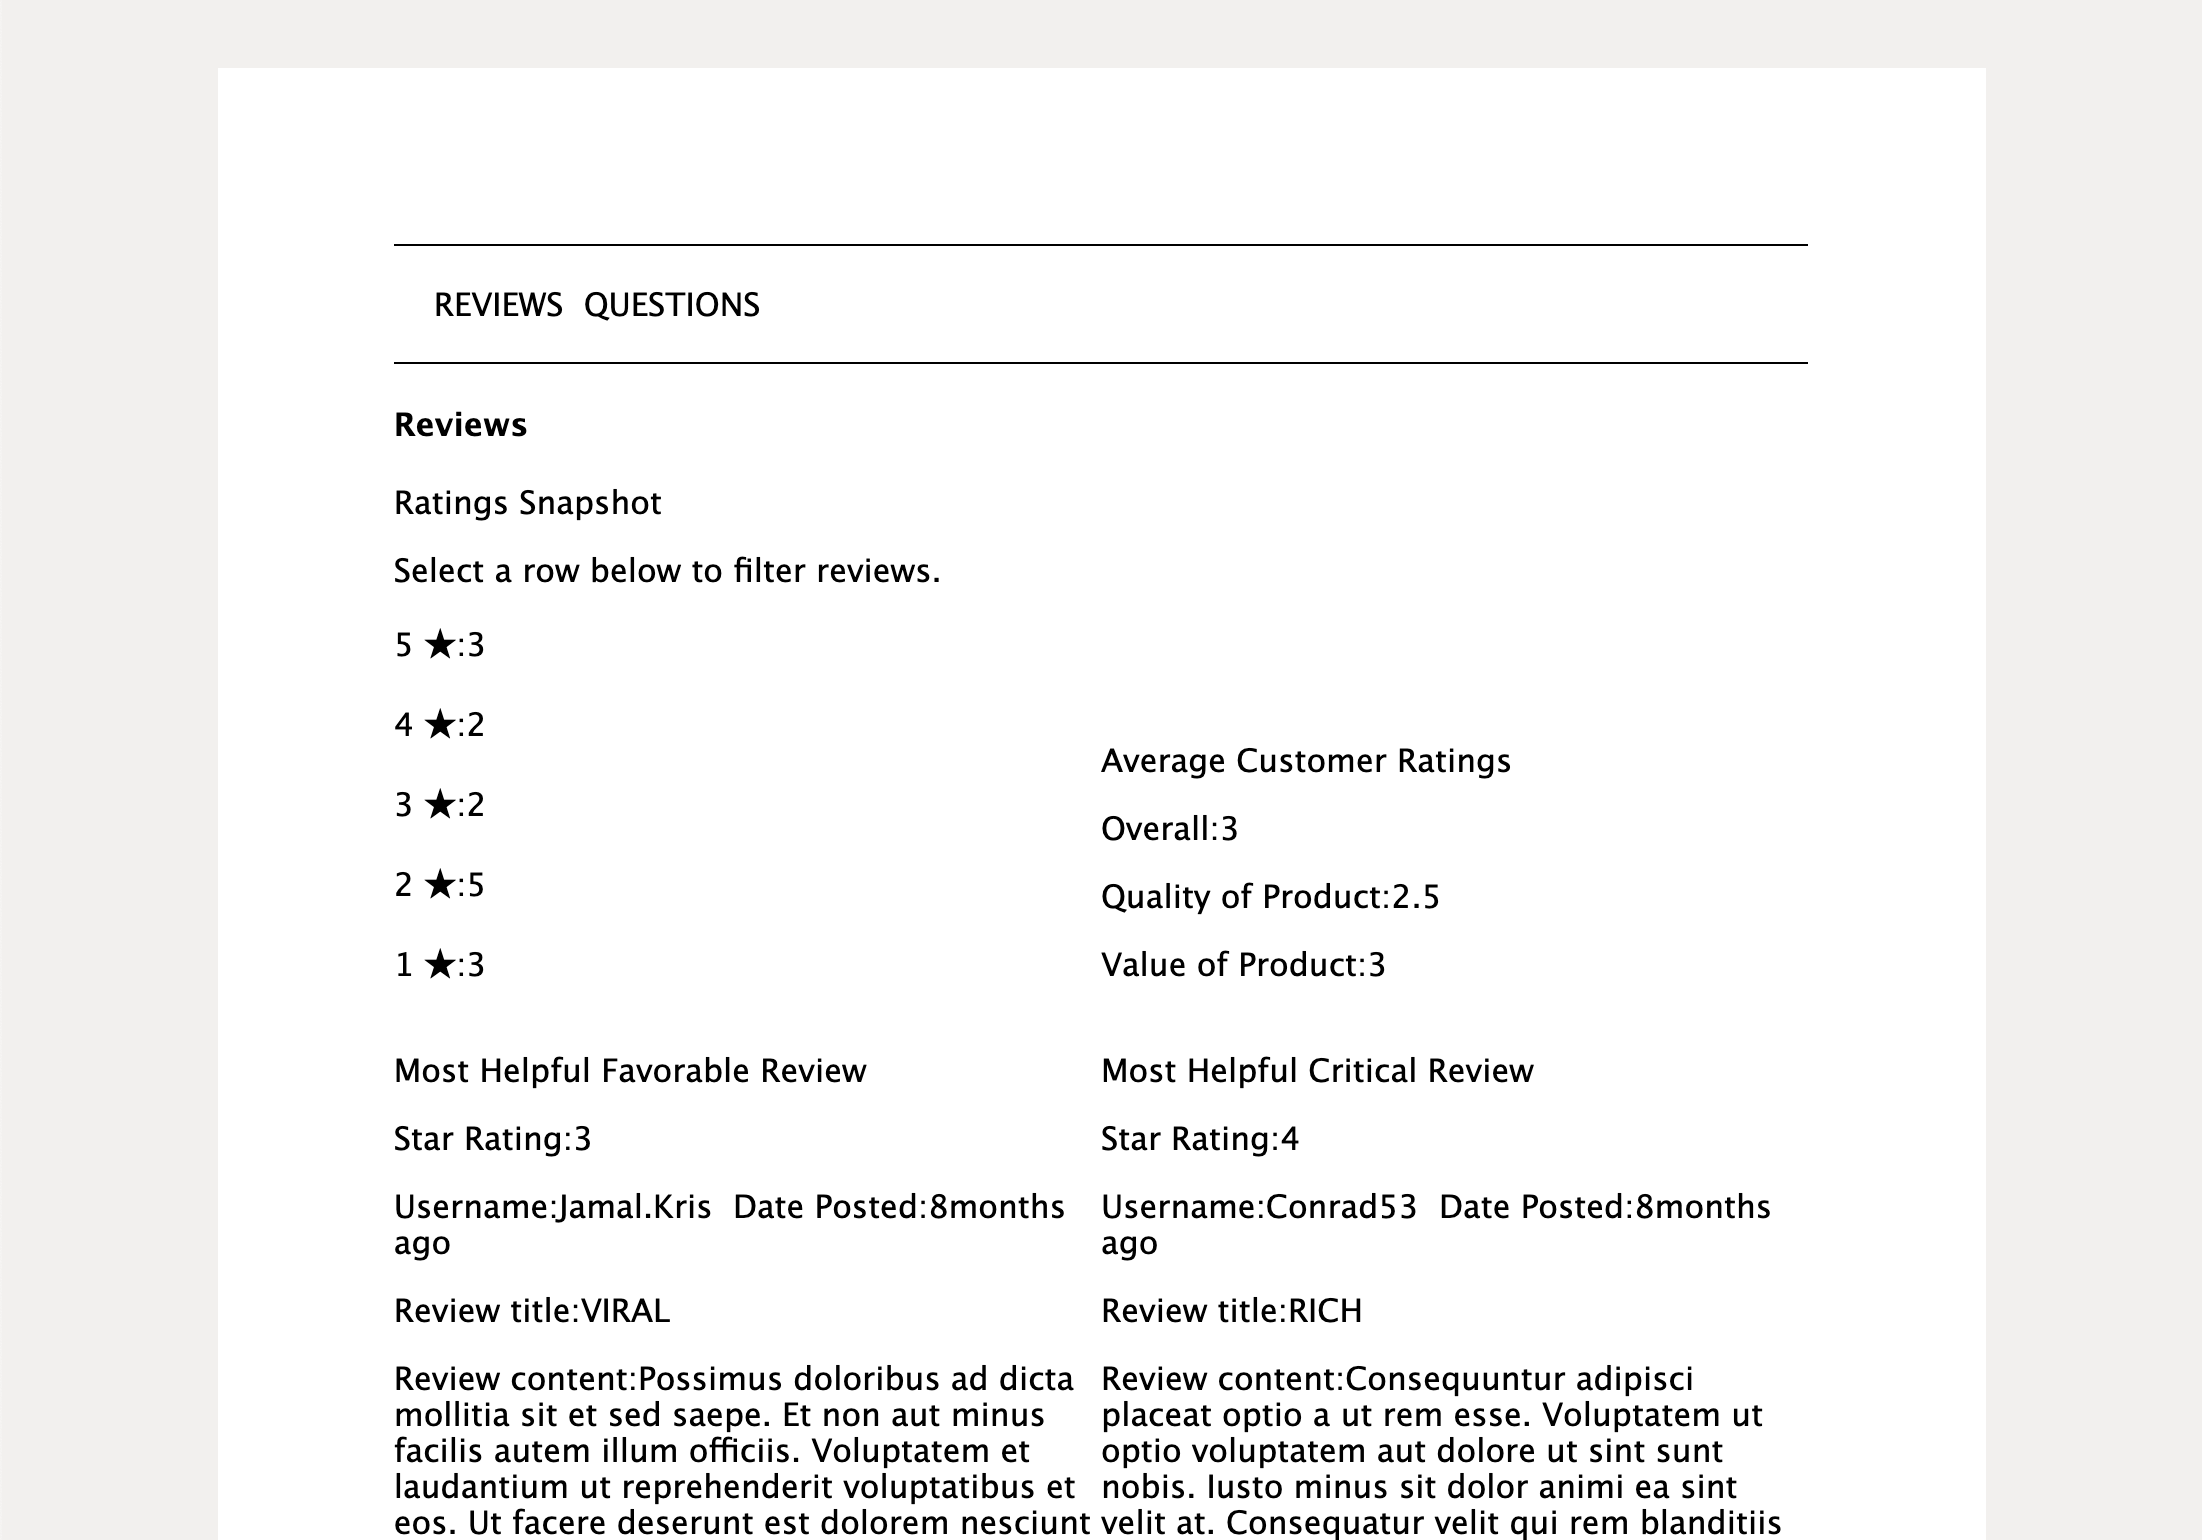 REVIEWS QUESTIONS
Reviews
Ratings Snapshot
Select a row below to filter reviews.
5 ★:3
4 ★:2
3 ★:2
2 ★:5
1 ★:3
Average Customer Ratings
Overall:3
Quality of Product:2.5
Value of Product:3
Most Helpful Favorable Review
Star Rating:3
Username:Jamal.Kris Date Posted:8months
ago
Review title:VIRAL
Review content:Possimus doloribus ad dicta
mollitia sit et sed saepe. Et non aut minus
facilis autem illum officiis. Voluptatem et
laudantium ut reprehenderit voluptatibus et
eos. Ut facere deserunt est dolorem nesciunt
Most Helpful Critical Review
Star Rating:4
Username:Conrad53 Date Posted:8months
ago
Review title:RICH
Review content:Consequuntur adipisci
placeat optio a ut rem esse. Voluptatem ut
optio voluptatem aut dolore ut sint sunt
nobis. Iusto minus sit dolor animi ea sint
velit at. Consequatur velit qui rem blanditiis